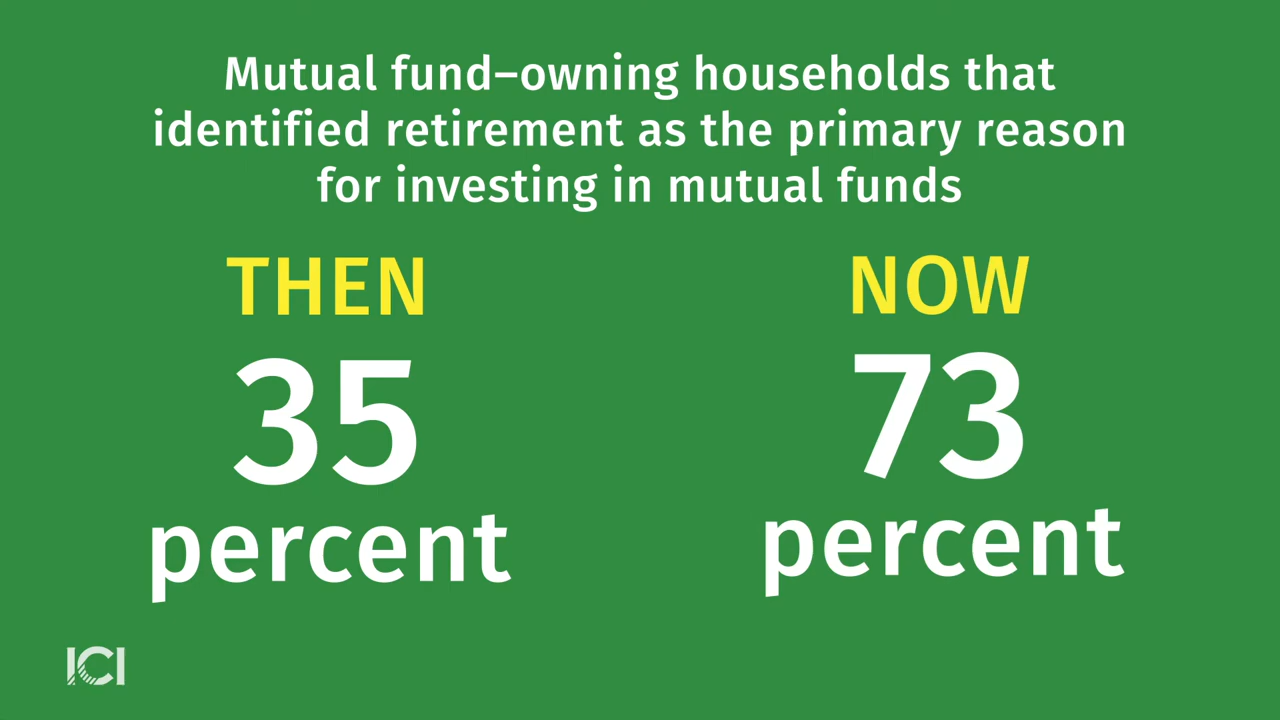 Mutual fund–owning households that
identified retirement as the primary reason
for investing in mutual funds
THEN
35
percent
NOW
73
percent
ICI